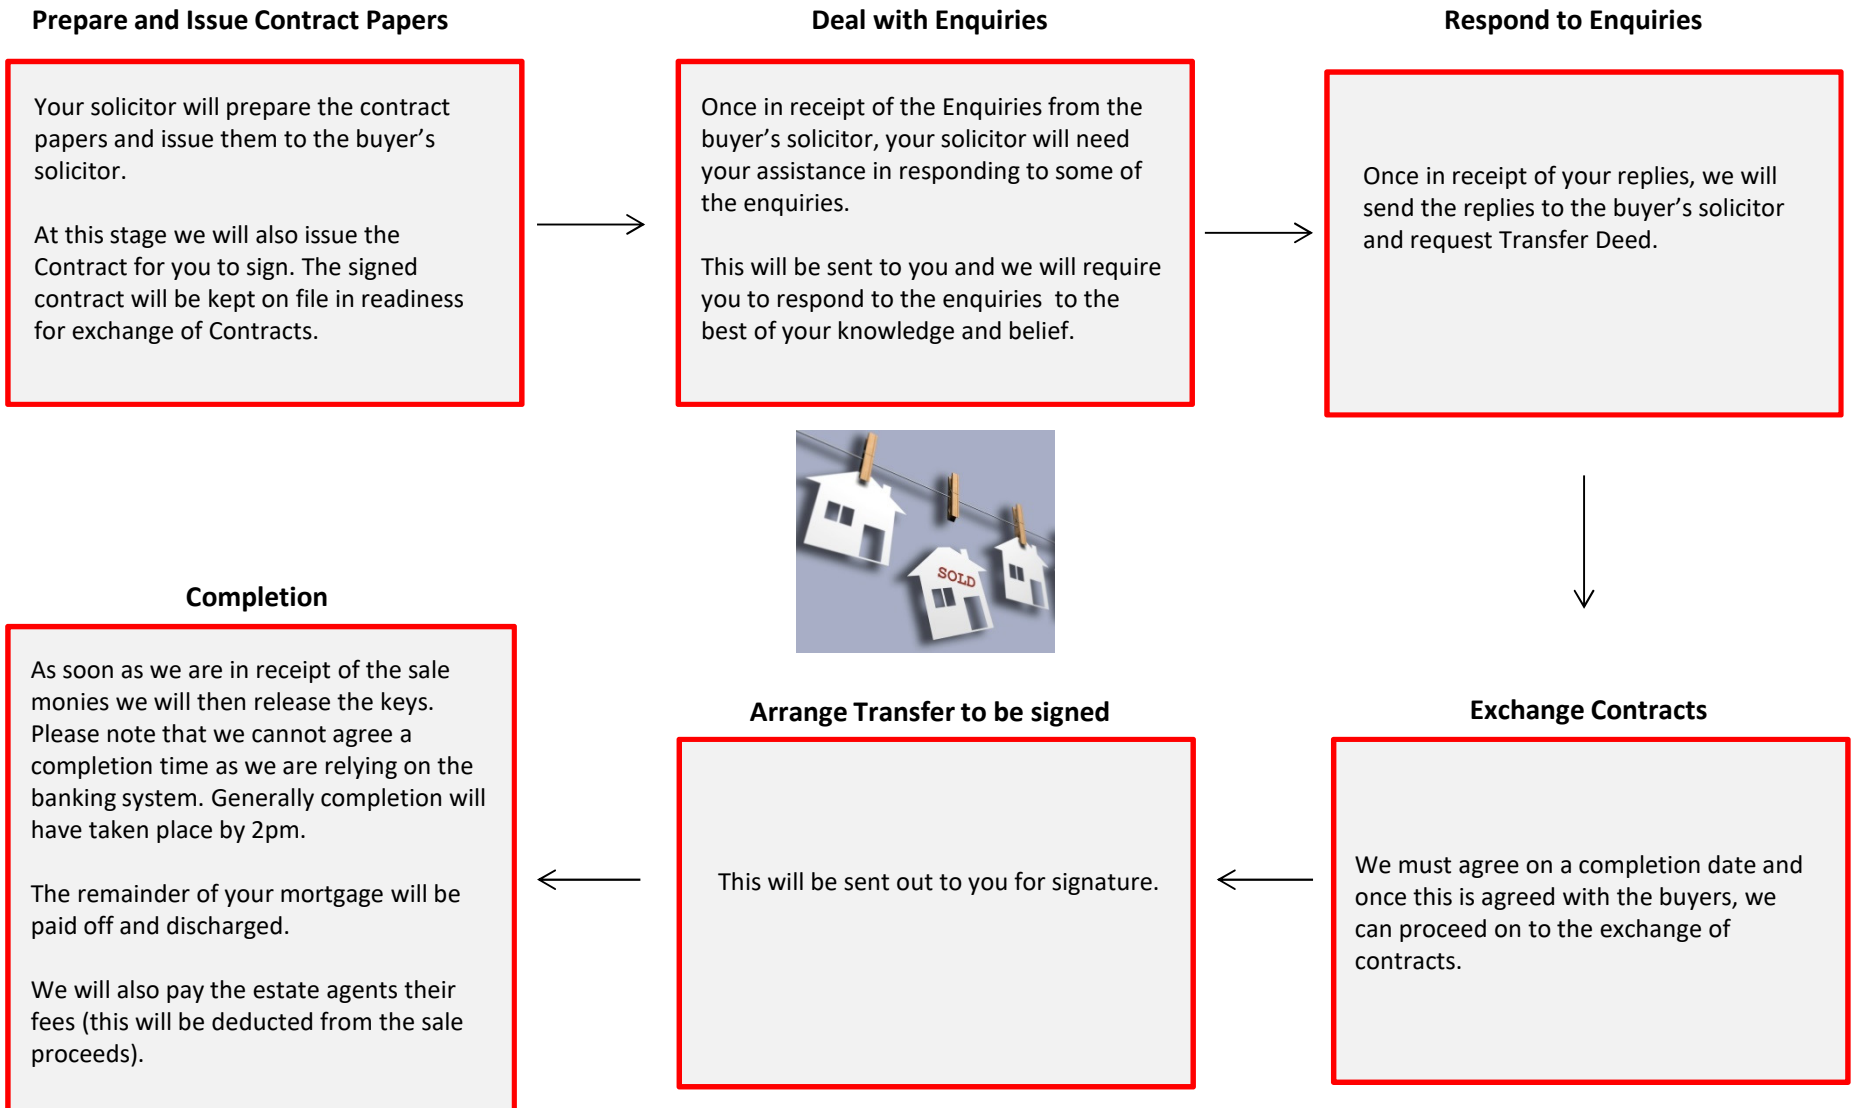 Prepare and Issue Contract Papers
Your solicitor will prepare the contract
papers and issue them to the buyer’s
solicitor.
At this stage we will also issue the
Contract for you to sign. The signed
contract will be kept on file in readiness
for exchange of Contracts.
Deal with Enquiries
Once in receipt of the Enquiries from the
buyer’s solicitor, your solicitor will need
your assistance in responding to some of
the enquiries.
This will be sent to you and we will require
you to respond to the enquiries  to the
best of your knowledge and belief.
Respond to Enquiries
Once in receipt of your replies, we will
send the replies to the buyer’s solicitor
and request Transfer Deed.
SOLD
Exchange Contracts
We must agree on a completion date and
once this is agreed with the buyers, we
can proceed on to the exchange of
contracts.
Arrange Transfer to be signed
This will be sent out to you for signature.
Completion
As soon as we are in receipt of the sale
monies we will then release the keys.
Please note that we cannot agree a
completion time as we are relying on the
banking system. Generally completion will
have taken place by 2pm.
The remainder of your mortgage will be
paid off and discharged.
We will also pay the estate agents their
fees (this will be deducted from the sale
proceeds).